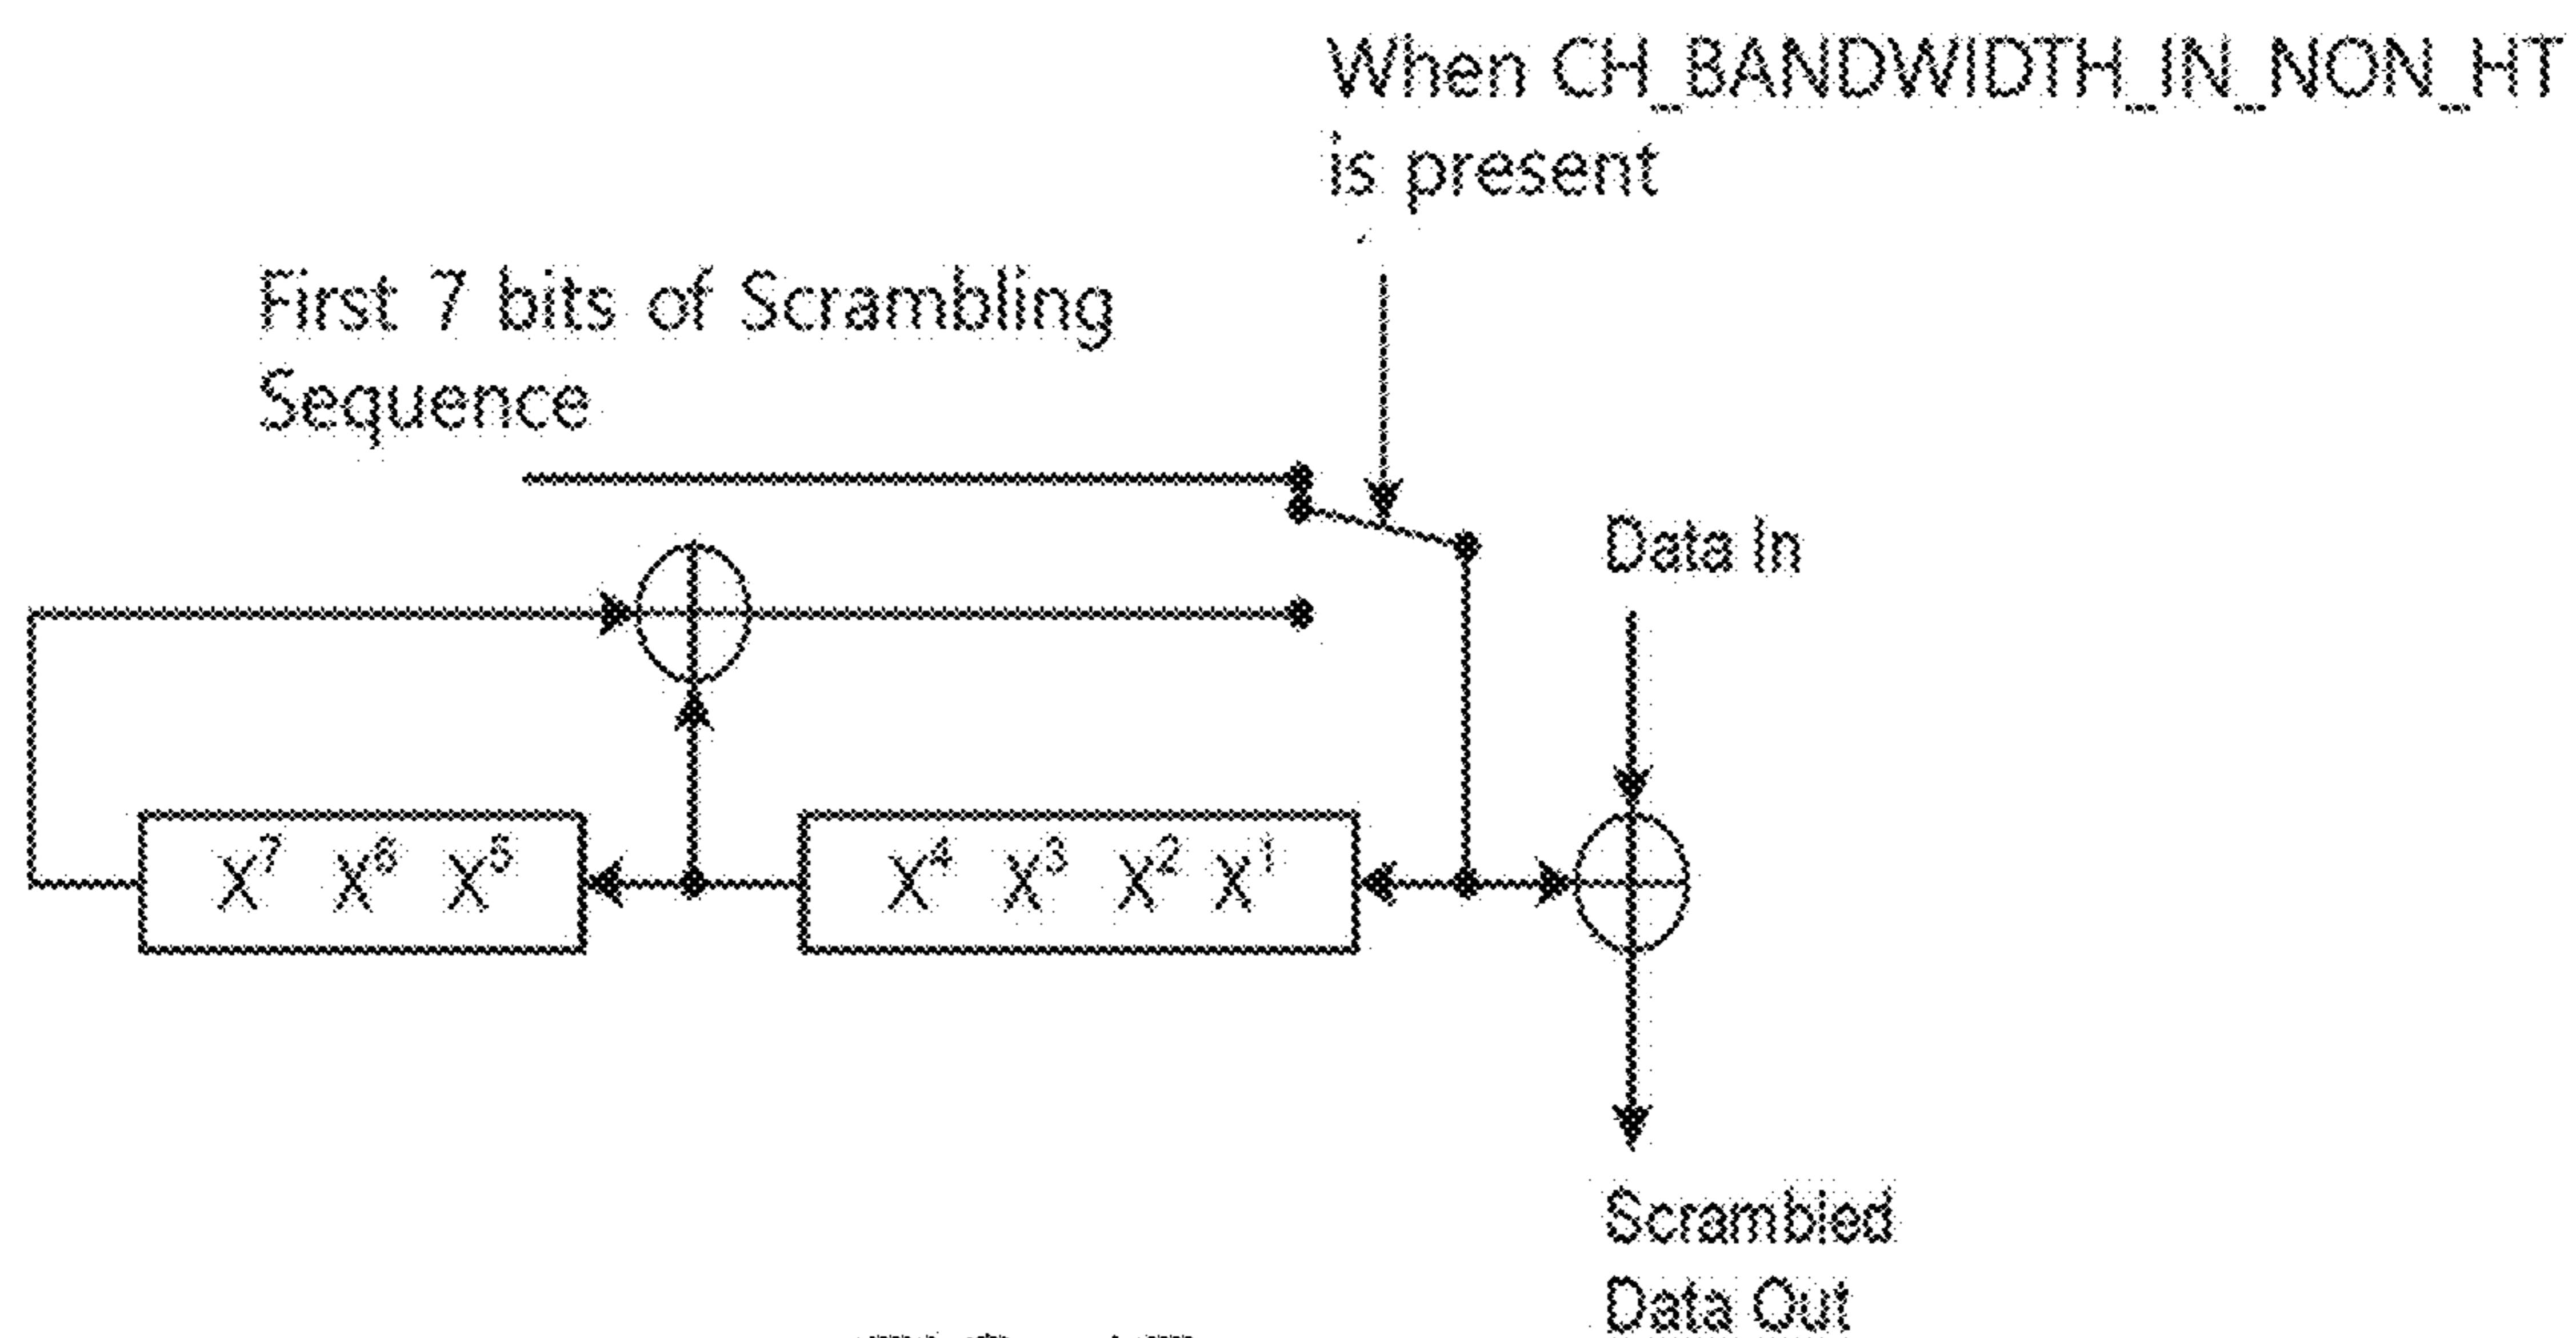 When CH_BANDWIDTH_IN_NON_HT
is present
First 7 bits of Scrambling
Sequence
Data In
X⁷ X⁶ X⁵
X⁴ X³ X² X¹
Scrambled
Data Out